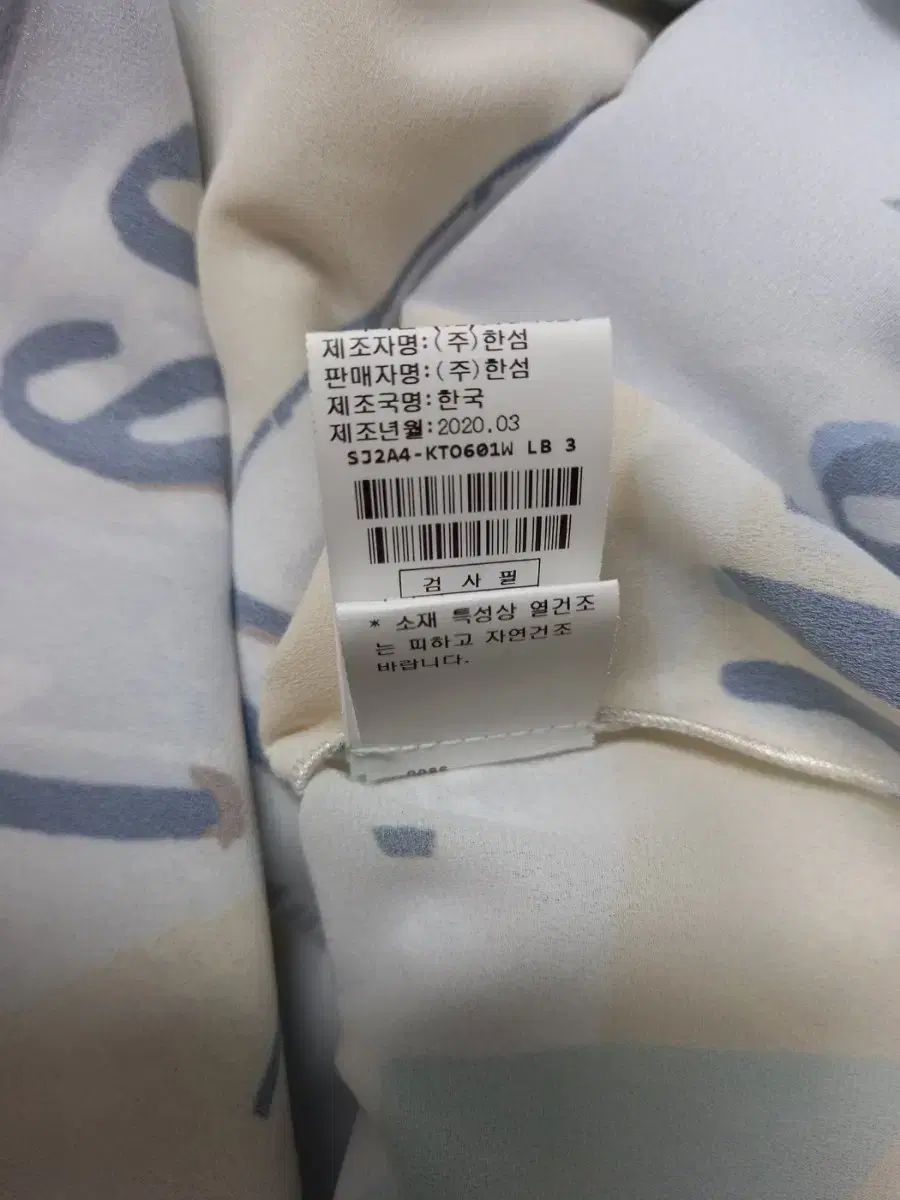 제조자명:(주)한섬
판매자명:(주)한섬
제조국명:한국
제조년월:2020.03
SJ2A4-KTO601W LB 3
검 사 필
* 소재 특성상 열건조
는 피하고 자연건조
바랍니다.